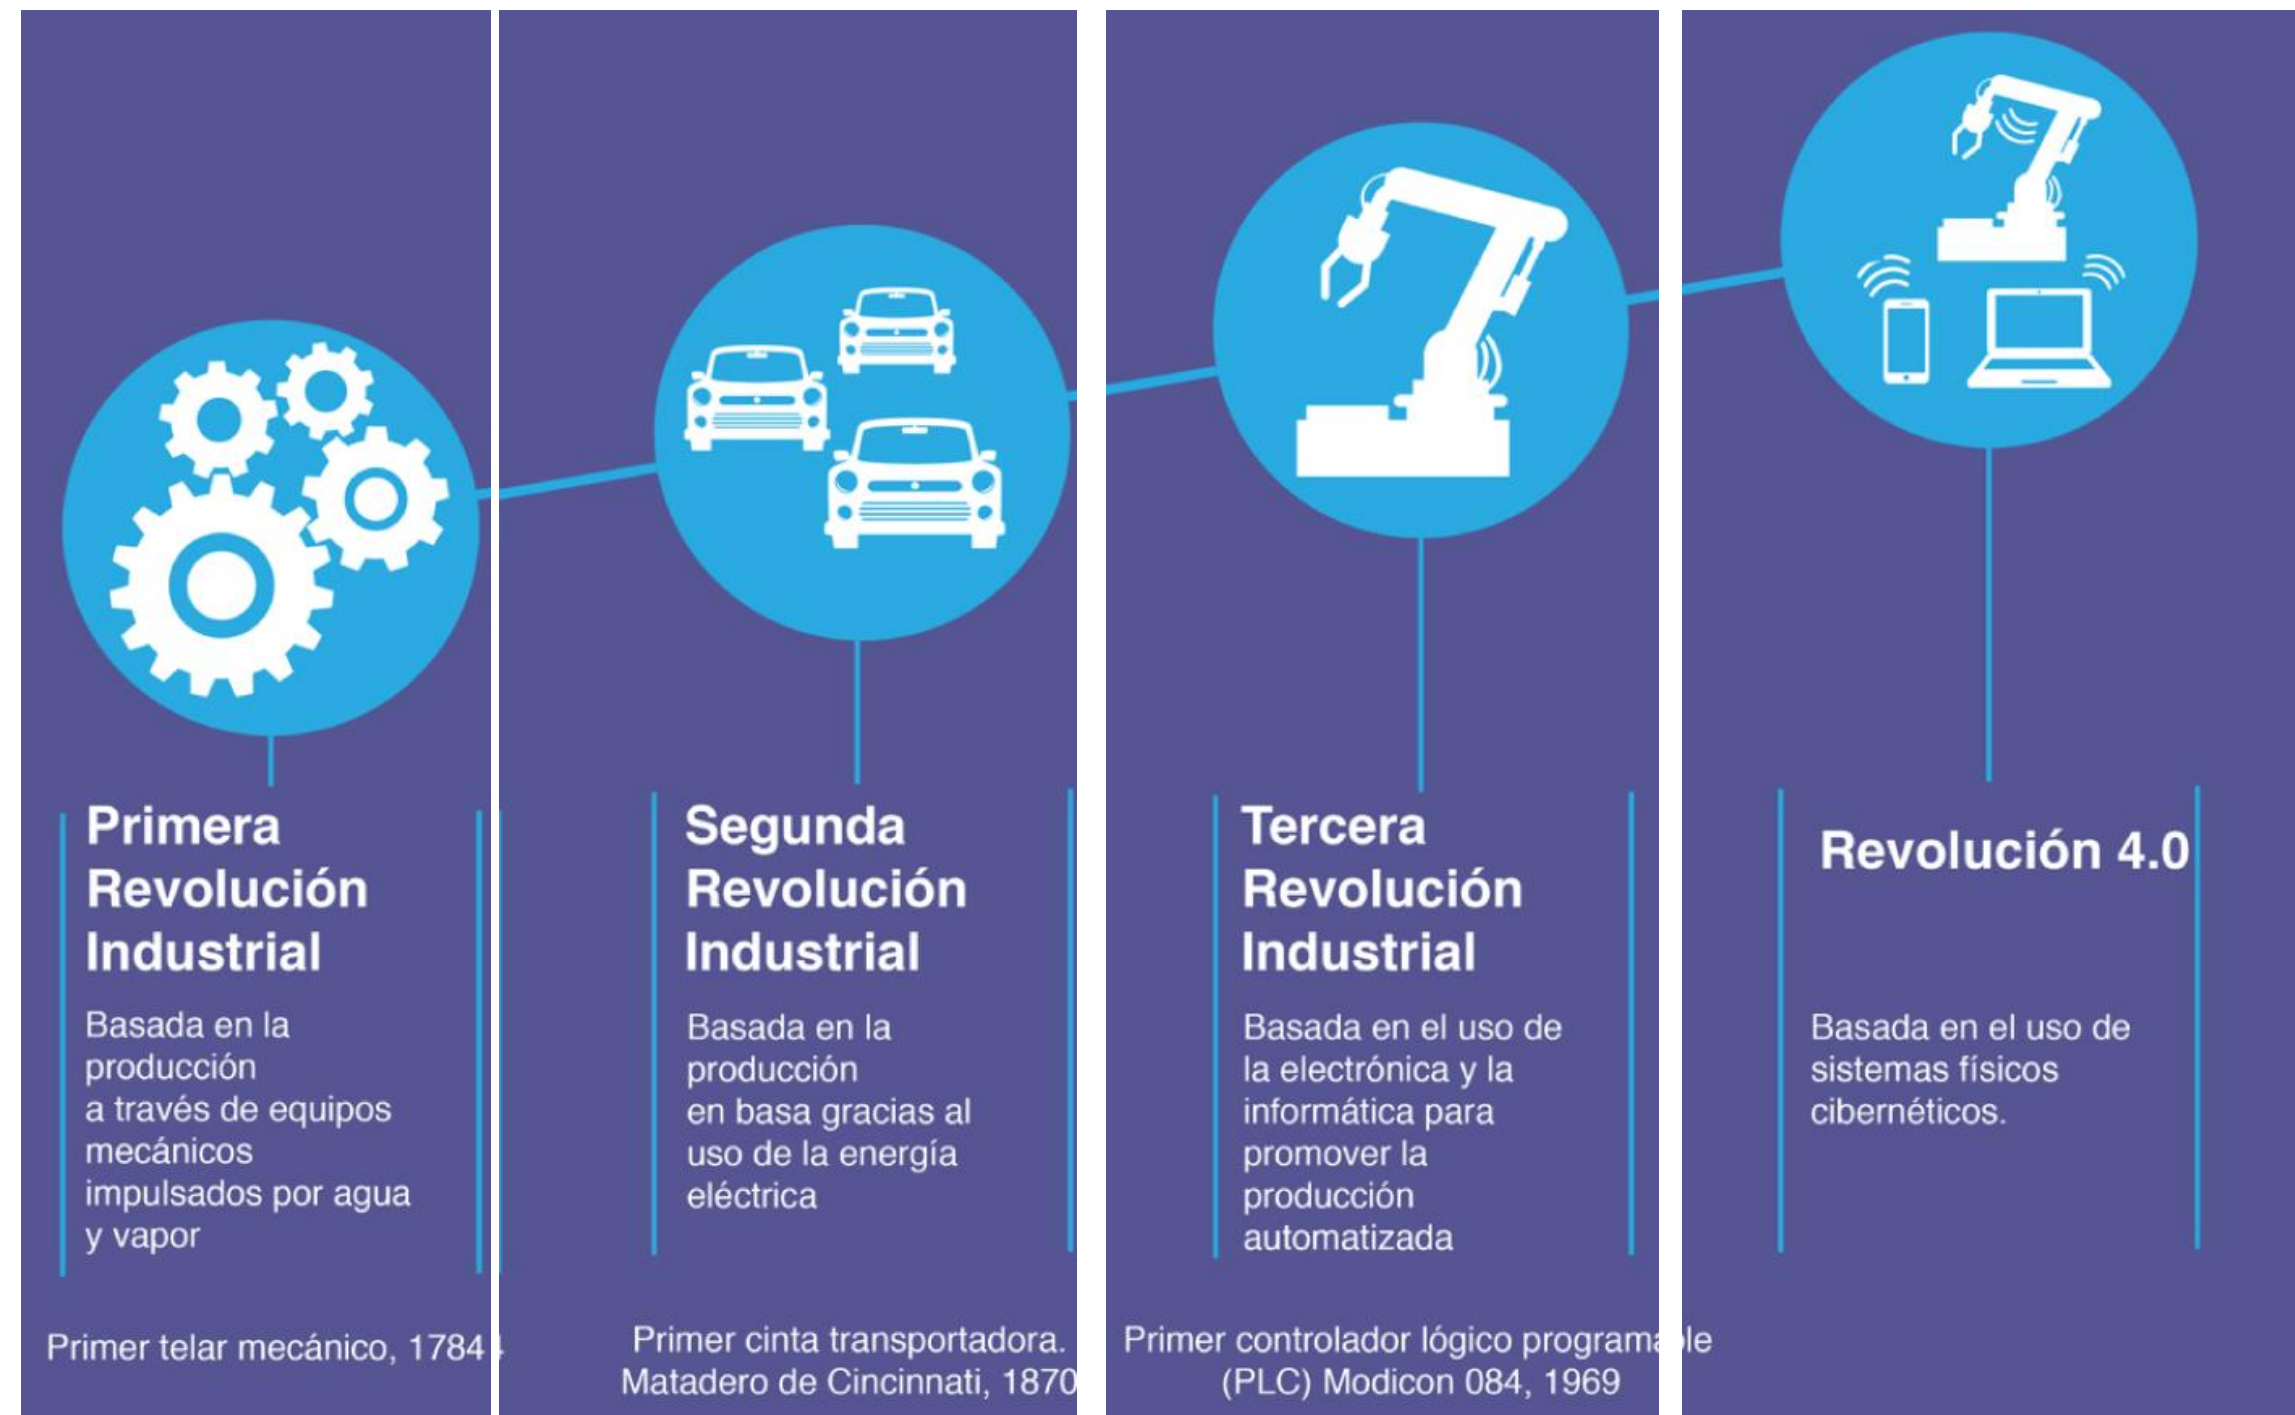 Primera
Revolución
Industrial
Basada en la
producción
a través de equipos
mecánicos
impulsados por agua
y vapor
Primer telar mecánico, 1784
Segunda
Revolución
Industrial
Basada en la
producción
en basa gracias al
uso de la energía
eléctrica
Primer cinta transportadora.
Matadero de Cincinnati, 1870
Tercera
Revolución
Industrial
Basada en el uso de
la electrónica y la
informática para
promover la
producción
automatizada
Primer controlador lógico programable
(PLC) Modicon 084, 1969
Revolución 4.0
Basada en el uso de
sistemas físicos
cibernéticos.